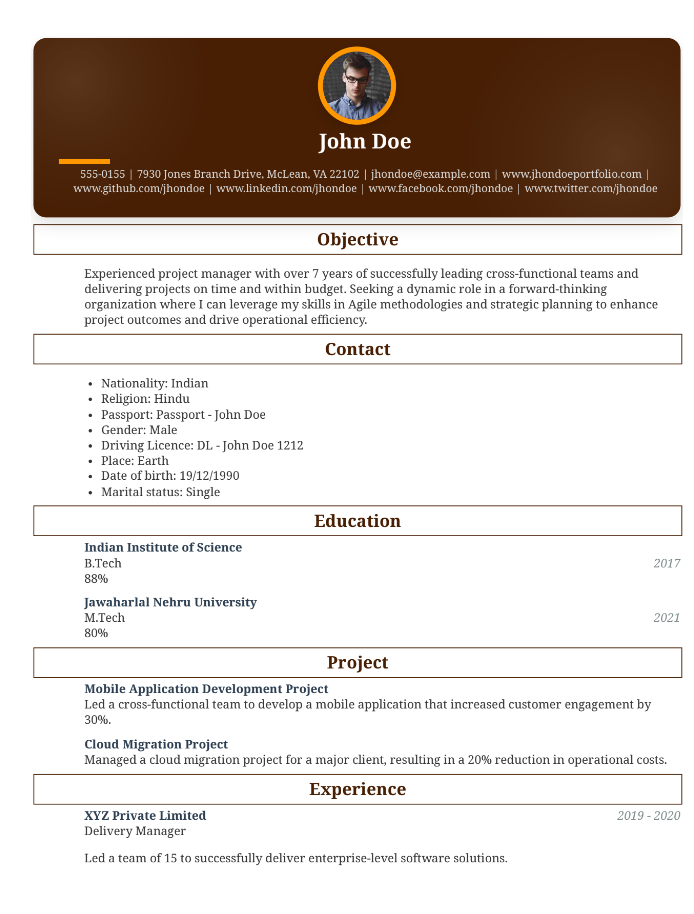 John Doe
555-0155 | 7930 Jones Branch Drive, McLean, VA 22102 | jhondoe@example.com | www.jhondoeportfolio.com |
www.github.com/jhondoe | www.linkedin.com/jhondoe | www.facebook.com/jhondoe | www.twitter.com/jhondoe
Objective
Experienced project manager with over 7 years of successfully leading cross-functional teams and
delivering projects on time and within budget. Seeking a dynamic role in a forward-thinking
organization where I can leverage my skills in Agile methodologies and strategic planning to enhance
project outcomes and drive operational efficiency.
Contact
• Nationality: Indian
• Religion: Hindu
• Passport: Passport - John Doe
• Gender: Male
• Driving Licence: DL - John Doe 1212
• Place: Earth
• Date of birth: 19/12/1990
• Marital status: Single
Education
Indian Institute of Science
B.Tech 2017
88%
Jawaharlal Nehru University
M.Tech 2021
80%
Project
Mobile Application Development Project
Led a cross-functional team to develop a mobile application that increased customer engagement by
30%.
Cloud Migration Project
Managed a cloud migration project for a major client, resulting in a 20% reduction in operational costs.
Experience
XYZ Private Limited 2019 - 2020
Delivery Manager
Led a team of 15 to successfully deliver enterprise-level software solutions.